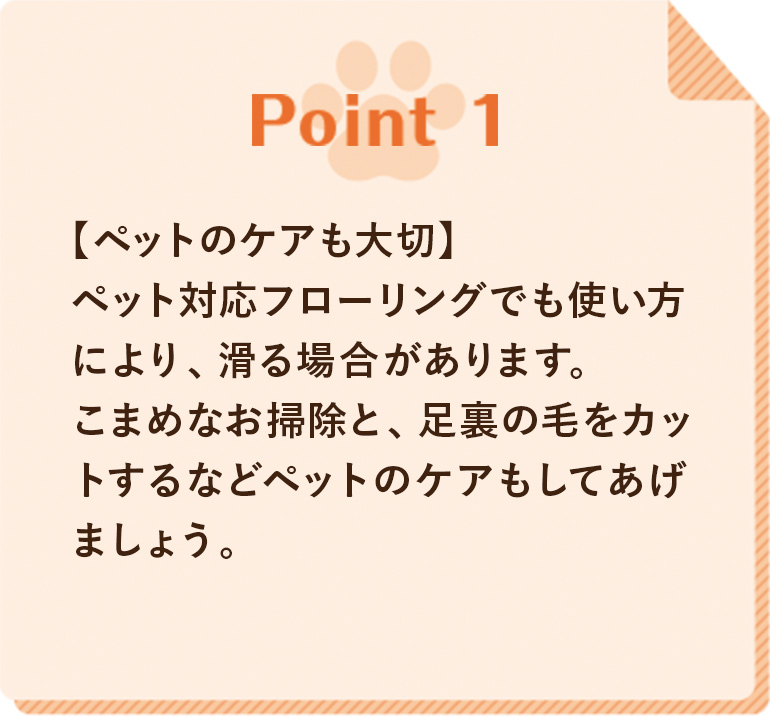 Point 1
【ペットのケアも大切】
ペット対応フローリングでも使い方
により、滑る場合があります。
こまめなお掃除と、足裏の毛をカッ
トするなどペットのケアもしてあげ
ましょう。